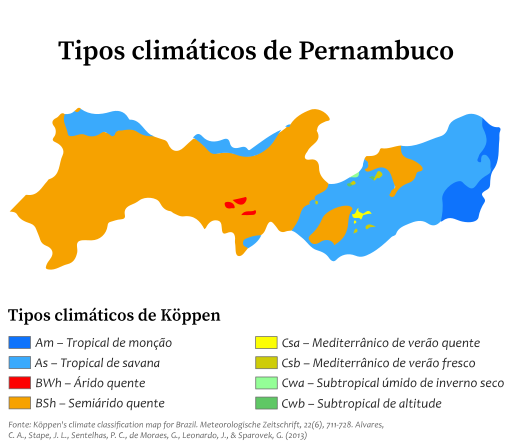 Tipos climáticos de Pernambuco
Tipos climáticos de Köppen
Am – Tropical de monção
As – Tropical de savana
BWh – Árido quente
BSh – Semiárido quente
Csa – Mediterrânico de verão quente
Csb – Mediterrânico de verão fresco
Cwa – Subtropical úmido de inverno seco
Cwb – Subtropical de altitude
Fonte: Köppen's climate classification map for Brazil. Meteorologische Zeitschrift, 22(6), 711-728. Alvares,
C. A., Stape, J. L., Sentelhas, P. C., de Moraes, G., Leonardo, J., & Sparovek, G. (2013)